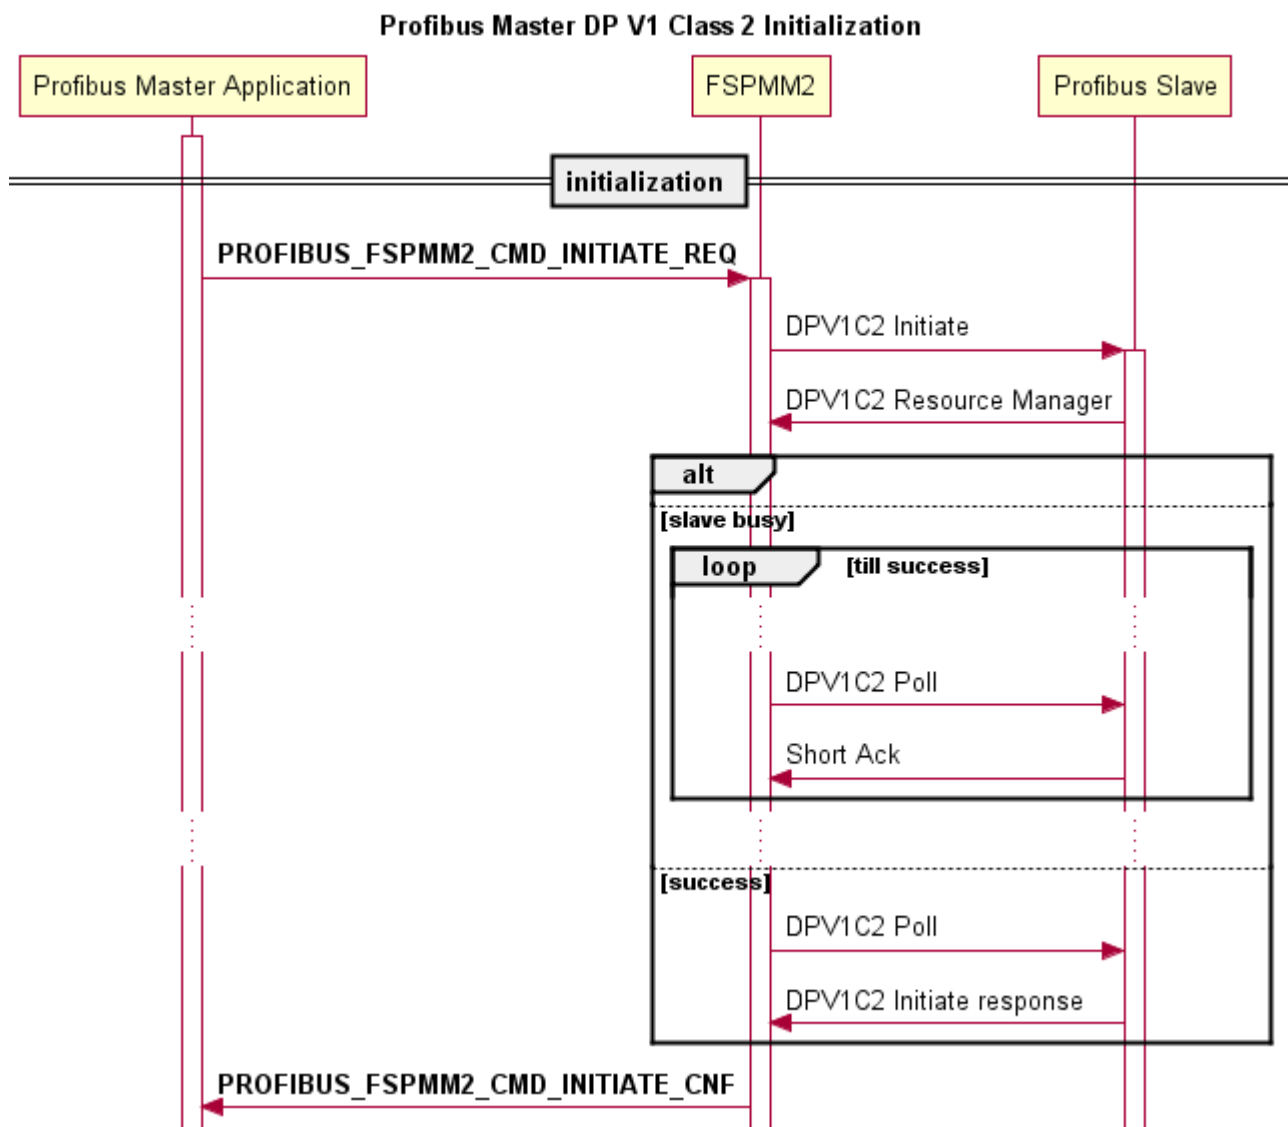 Profibus Master DP V1 Class 2 Initialization
Profibus Master Application
FSPMM2
Profibus Slave
initialization
PROFIBUS_FSPMM2_CMD_INITIATE_REQ
DPV1C2 Initiate
DPV1C2 Resource Manager
alt
[slave busy]
loop
[till success]
DPV1C2 Poll
Short Ack
[success]
DPV1C2 Poll
DPV1C2 Initiate response
PROFIBUS_FSPMM2_CMD_INITIATE_CNF